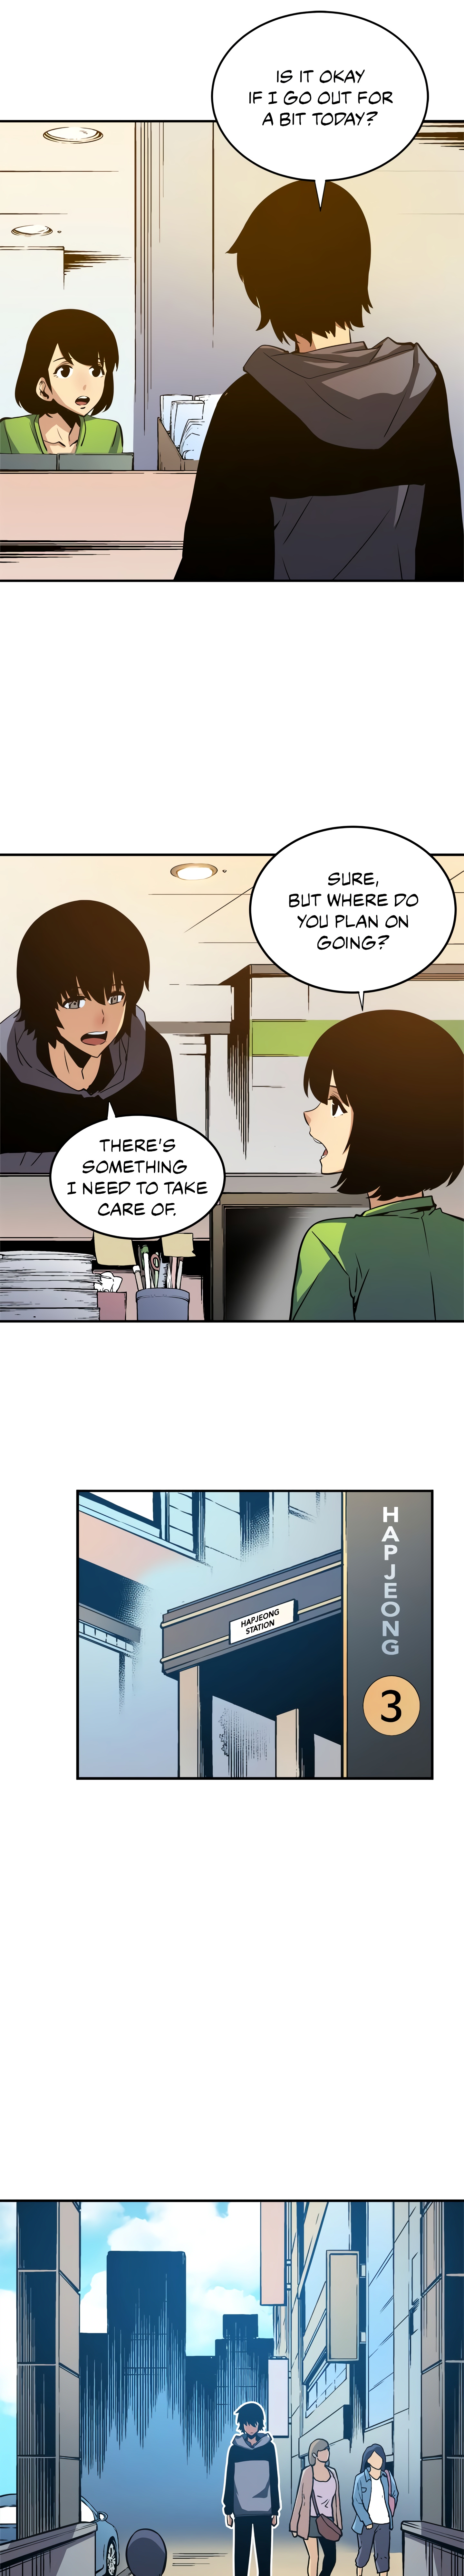 IS IT OKAY
IF I GO OUT FOR
A BIT TODAY?
SURE,
BUT WHERE DO
YOU PLAN ON
GOING?
THERE'S
SOMETHING
I NEED TO TAKE
CARE OF.
HAPJEONG
STATION
HAPJEONG
3